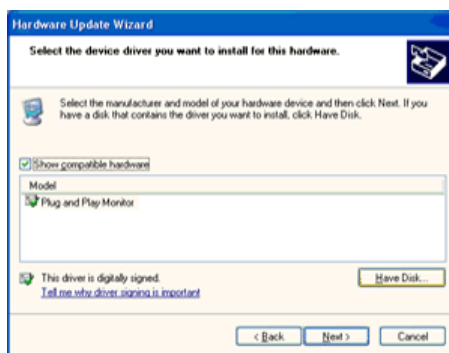 Hardware Update Wizard
Select the device driver you want to install for this hardware.
Select the manufacturer and model of your hardware device and then click Next. If you
have a disk that contains the driver you want to install, click Have Disk.
Show compatible hardware
Model
Plug and Play Monitor
This driver is digitally signed.
Have Disk...
Tell me why driver signing is important
< Back
Next >
Cancel